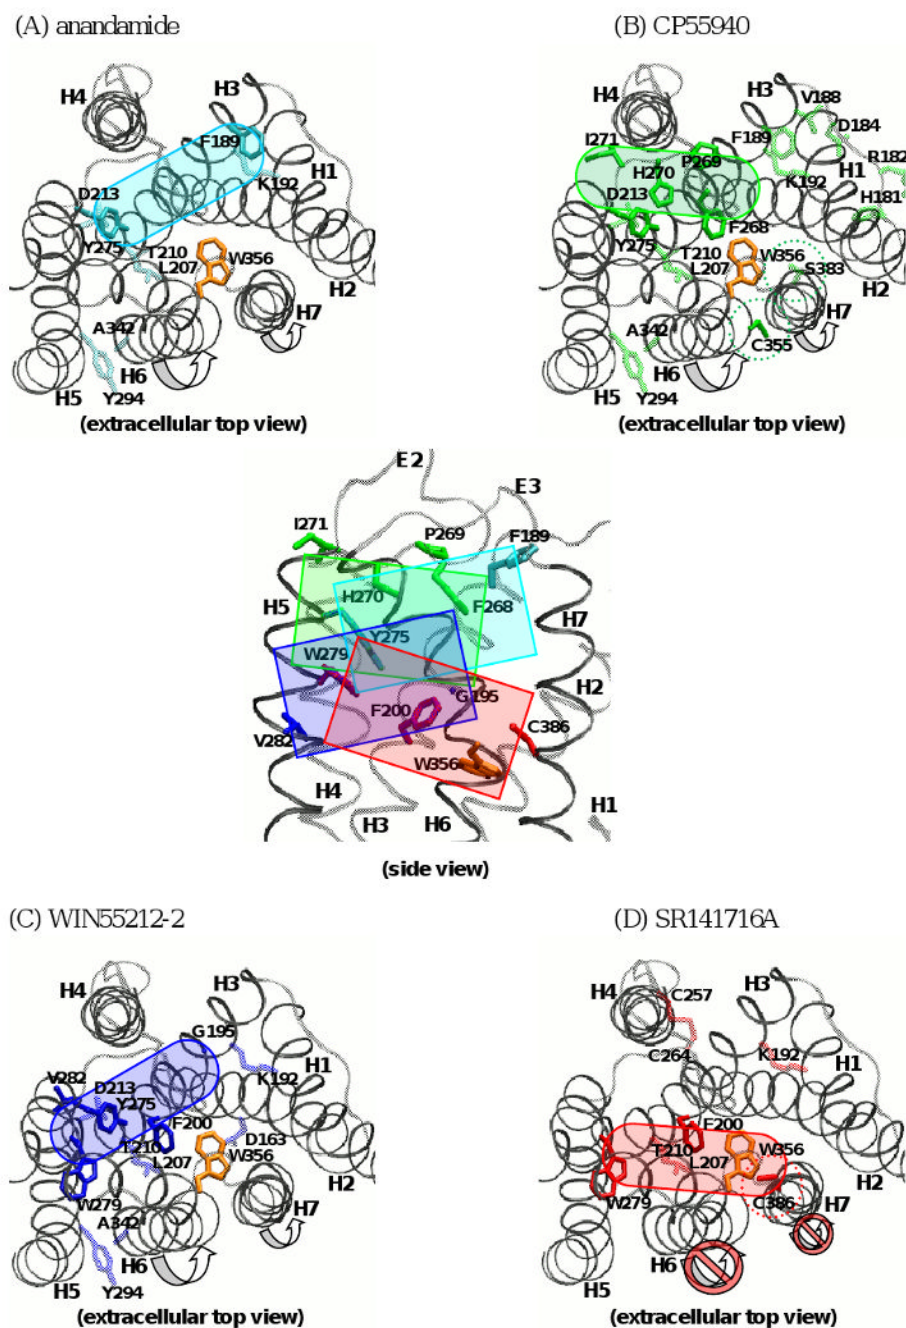 (A) anandamide
(B) CP55940
H4
H3
F189
K192
H1
D213
Y275
T210
L207
W356
H2
A342
H7
H6
H5
Y294
(extracellular top view)
H4
H3
V188
D184
F189
I271
P269
R182
H270
K192
H1
D213
H181
F268
Y275
T210
W356
L207
S383
H2
A342
H7
C355
H6
H5
Y294
(extracellular top view)
E2
E3
I271
P269
F189
H270
H5
F268
H7
Y275
W279
G195
H2
F200
V282
C386
W356
H4
H3
H6
H1
(side view)
(C) WIN55212-2
(D) SR141716A
H4
H3
G195
H1
K192
V282
D213
Y275
F200
T210
D163
L207
W356
H2
W279
A342
H7
H6
H5
Y294
(extracellular top view)
C257
H3
H4
C264
K192
H1
F200
T210
W356
L207
H2
W279
C386
H7
H6
H5
(extracellular top view)